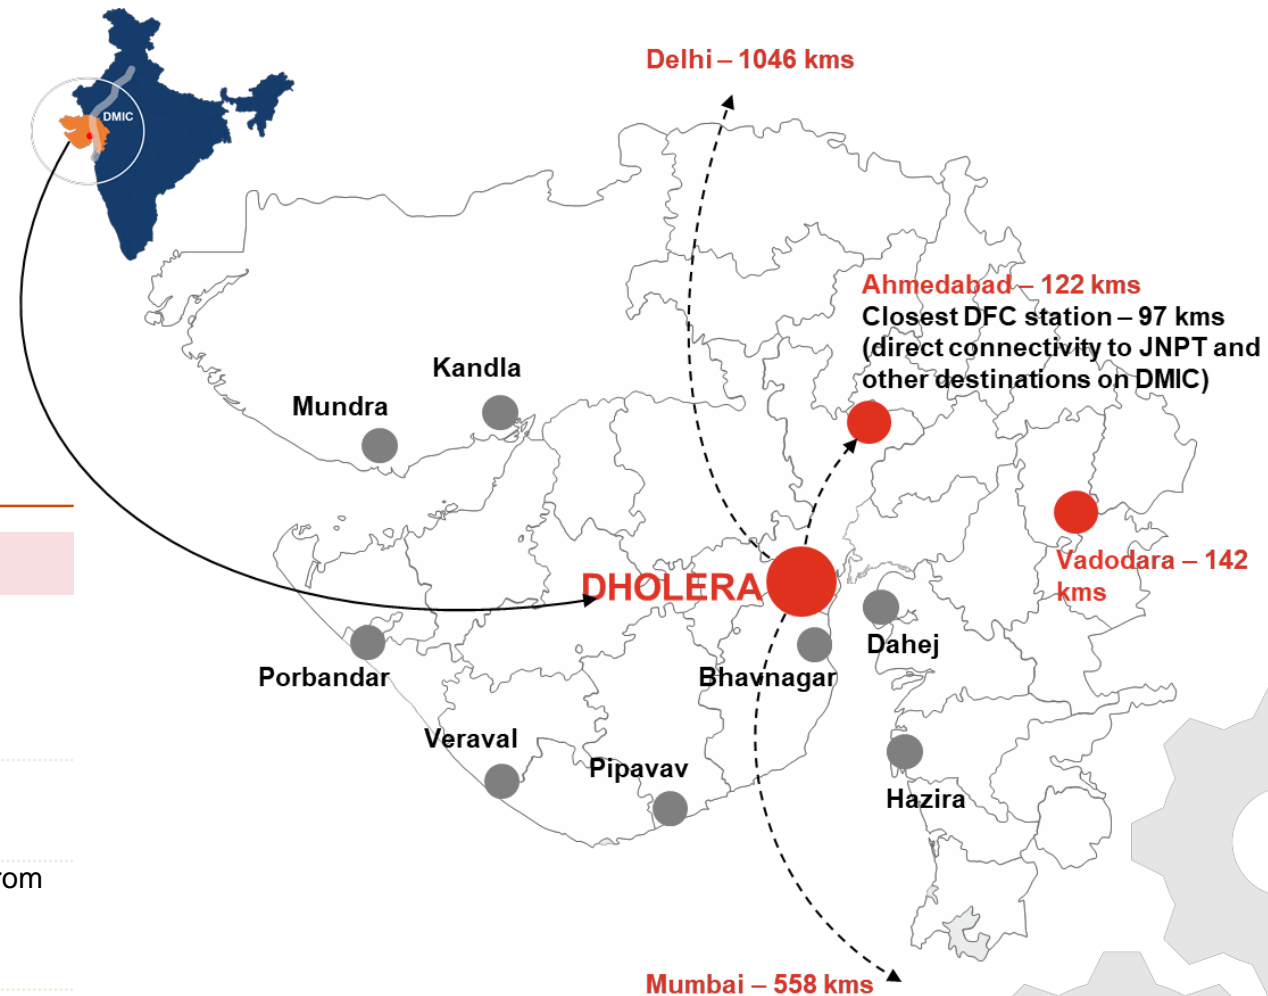 DMIC
Delhi – 1046 kms
Ahmedabad – 122 kms
Closest DFC station – 97 kms
(direct connectivity to JNPT and
other destinations on DMIC)
Kandla
Mundra
Vadodara – 142
kms
DHOLERA
Dahej
Porbandar
Bhavnagar
Veraval
Pipavav
Hazira
Mumbai – 558 kms